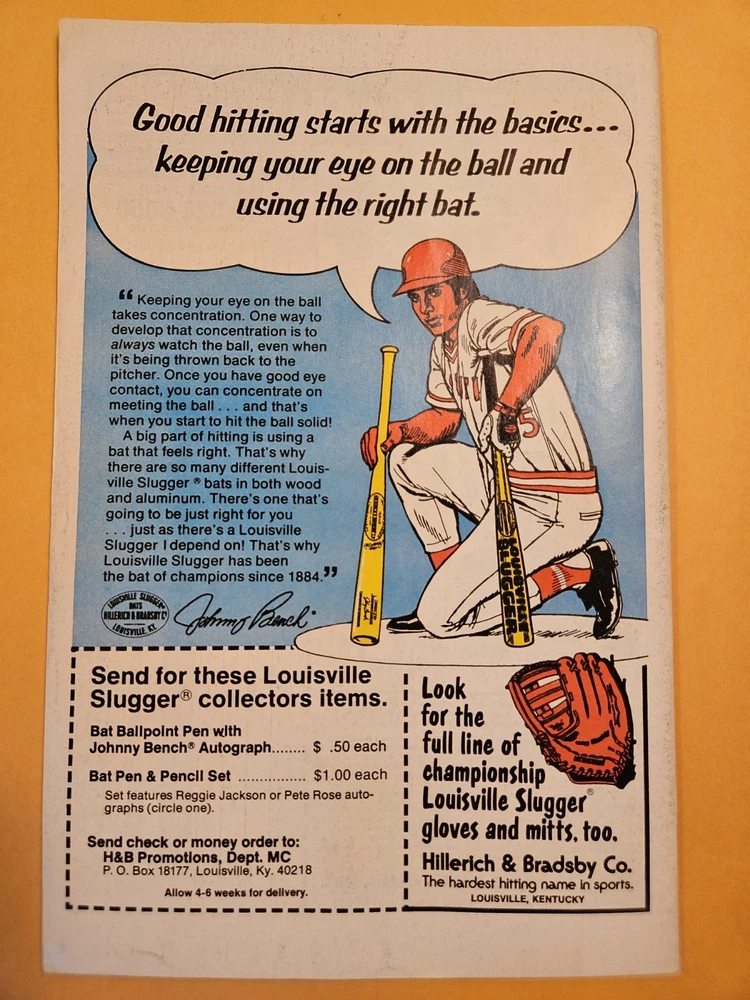 Good hitting starts with the basics...
keeping your eye on the ball and
using the right bat.
“ Keeping your eye on the ball
takes concentration. One way to
develop that concentration is to
always watch the ball, even when
it's being thrown back to the
pitcher. Once you have good eye
contact, you can concentrate on
meeting the ball . . . and that's
when you start to hit the ball solid!
A big part of hitting is using a
bat that feels right. That's why
there are so many different Louis-
ville Slugger ® bats in both wood
and aluminum. There's one that's
going to be just right for you
. . . just as there's a Louisville
Slugger I depend on! That's why
Louisville Slugger has been
the bat of champions since 1884.”
LOUISVILLE SLUGGER
BATS
HILLERICH & BRADSBY Co
LOUISVILLE, KY.
Johnny Bench
5
LOUISVILLE
SLUGGER
Send for these Louisville
Slugger® collectors items.
Bat Ballpoint Pen with
Johnny Bench® Autograph........ $ .50 each
Bat Pen & Pencil Set ................ $1.00 each
Set features Reggie Jackson or Pete Rose auto-
graphs (circle one).
Send check or money order to:
H&B Promotions, Dept. MC
P. O. Box 18177, Louisville, Ky. 40218
Allow 4-6 weeks for delivery.
Look
for the
full line of
championship
Louisville Slugger®
gloves and mitts, too.
Hillerich & Bradsby Co.
The hardest hitting name in sports.
LOUISVILLE, KENTUCKY